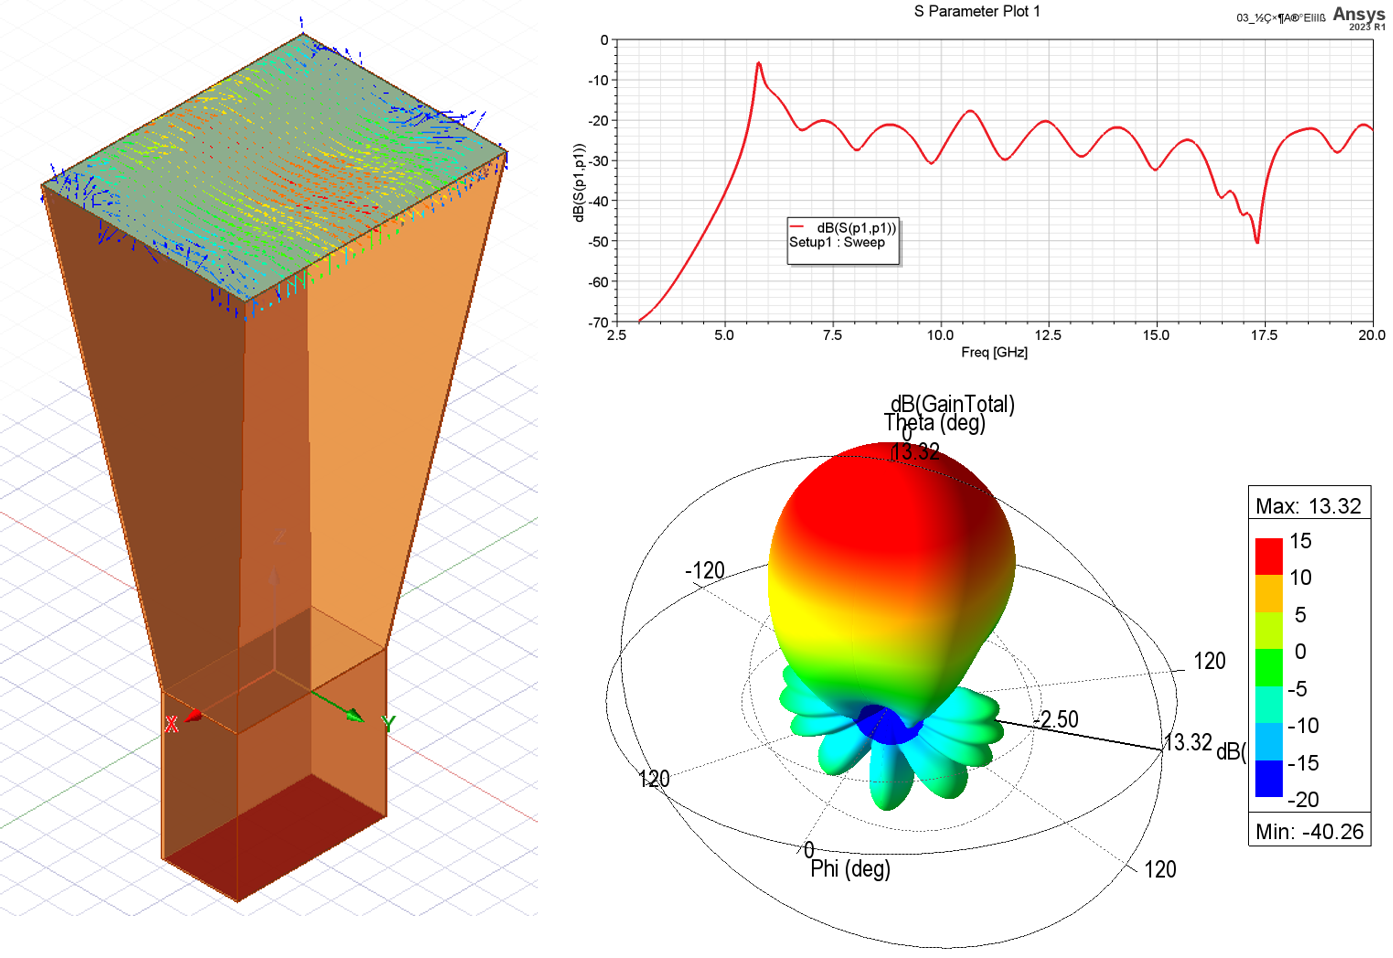 S Parameter Plot 1
03_½Ç×¶À®°ÈÌìÏß
Ansys
2023 R1
0
-10
-20
-30
-40
-50
-60
-70
dB(S(p1,p1))
dB(S(p1,p1))
Setup1 : Sweep
2.5
5.0
7.5
10.0
12.5
15.0
17.5
20.0
Freq [GHz]
X
Y
dB(GainTotal)
Theta (deg)
0
13.32
-120
120
-2.50
13.32
dB(
120
0
Phi (deg)
120
Max: 13.32
15
10
5
0
-5
-10
-15
-20
Min: -40.26